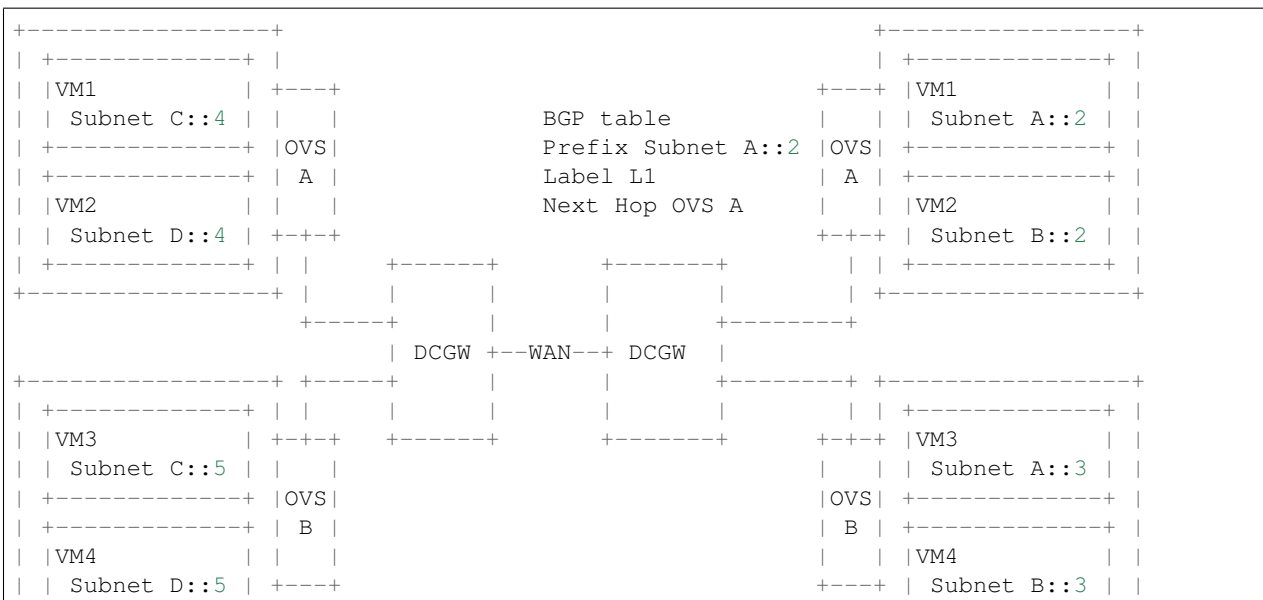 +-----------------+                                         +-----------------+
| +-------------+ |                                         | +-------------+ |
| |VM1          | +---+                                 +---+ |VM1          | |
| | Subnet C::4 | |   |              BGP table          |   | | Subnet A::2 | |
| +-------------+ |OVS|              Prefix Subnet A::2 |OVS| +-------------+ |
| +-------------+ | A |              Label L1           | A | +-------------+ |
| |VM2          | |   |              Next Hop OVS A     |   | |VM2          | |
| | Subnet D::4 | +-+-+                                 +-+-+ | Subnet B::2 | |
| +-------------+ | |     +------+       +-------+        | | +-------------+ |
+-----------------+ |     |      |       |       |        | +-----------------+
                    +-----+      |       |       +--------+
                          | DCGW +--WAN--+ DCGW  |
+-----------------+ +-----+      |       |       +--------+ +-----------------+
| +-------------+ | |     |      |       |       |        | | +-------------+ |
| |VM3          | +-+-+   +------+       +-------+      +-+-+ |VM3          | |
| | Subnet C::5 | |   |                                 |   | | Subnet A::3 | |
| +-------------+ |OVS|                                 |OVS| +-------------+ |
| +-------------+ | B |                                 | B | +-------------+ |
| |VM4          | |   |                                 |   | |VM4          | |
| | Subnet D::5 | +---+                                 +---+ | Subnet B::3 | |